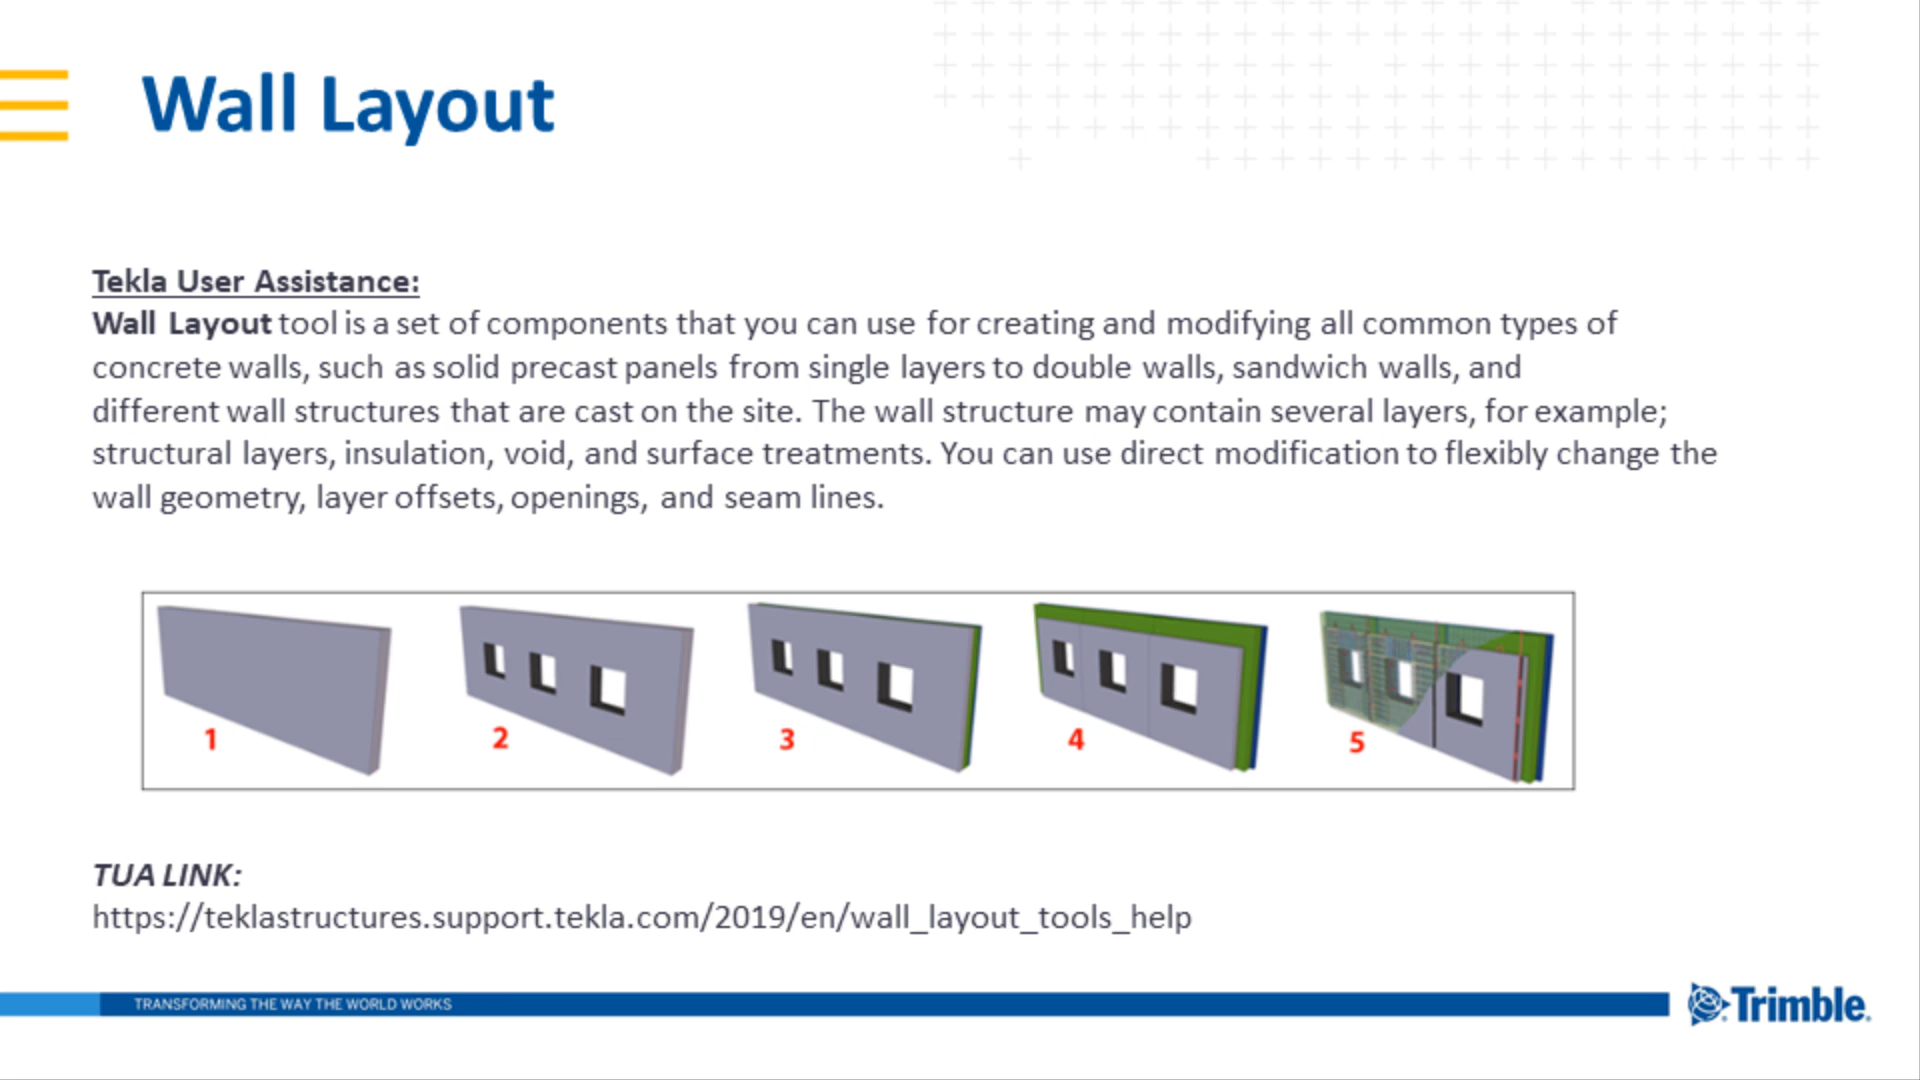 Wall Layout
Tekla User Assistance:
Wall Layout tool is a set of components that you can use for creating and modifying all common types of
concrete walls, such as solid precast panels from single layers to double walls, sandwich walls, and
different wall structures that are cast on the site. The wall structure may contain several layers, for example;
structural layers, insulation, void, and surface treatments. You can use direct modification to flexibly change the
wall geometry, layer offsets, openings, and seam lines.
1 2 3 4 5
TUA LINK:
https://teklastructures.support.tekla.com/2019/en/wall_layout_tools_help
TRANSFORMING THE WAY THE WORLD WORKS
Trimble.